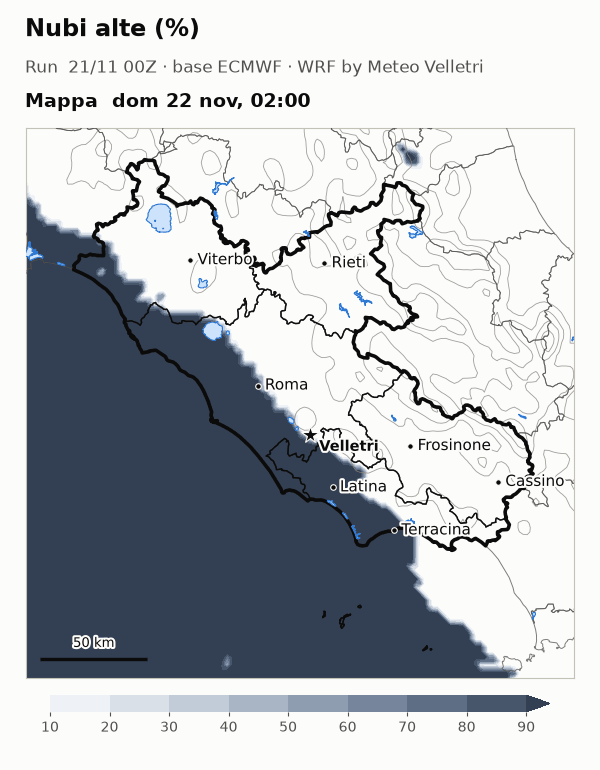 Nubi alte (%)
Run  21/11 00Z · base ECMWF · WRF by Meteo Velletri
Mappa  dom 22 nov, 02:00
Viterbo
Rieti
Roma
Velletri
Frosinone
Latina
Cassino
Terracina
50 km
10 20 30 40 50 60 70 80 90